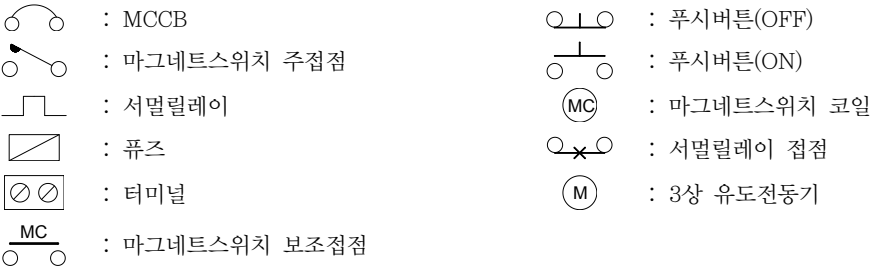 : MCCB
: 푸시버튼(OFF)
: 마그네트스위치 주접점
: 푸시버튼(ON)
: 서멀릴레이
MC : 마그네트스위치 코일
: 퓨즈
: 서멀릴레이 접점
: 터미널
M : 3상 유도전동기
MC : 마그네트스위치 보조접점